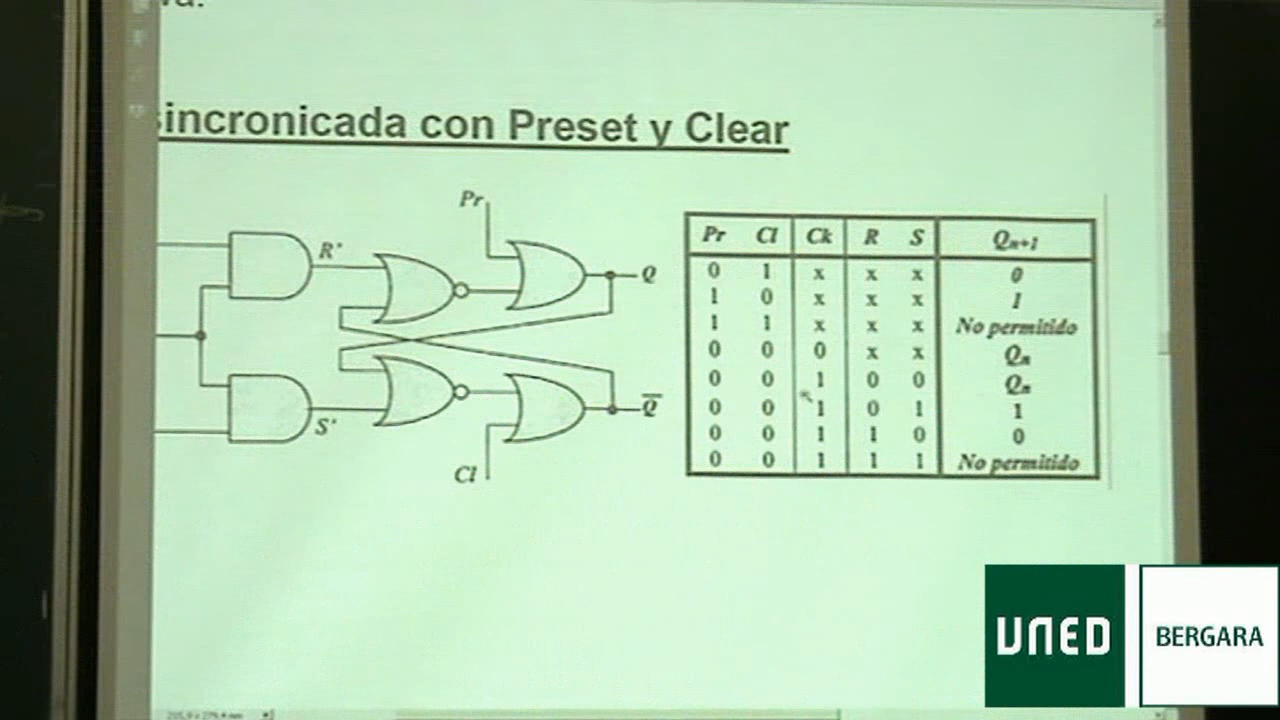 sincronicada con Preset y Clear
Pr
R'
Q
S'
Q̅
Cl
Pr Cl Ck R S Qn+1
0 1 x x x 0
1 0 x x x 1
1 1 x x x No permitido
0 0 0 x x Qn
0 0 1 0 0 Qn
0 0 1 0 1 1
0 0 1 1 0 0
0 0 1 1 1 No permitido
UNED
BERGARA